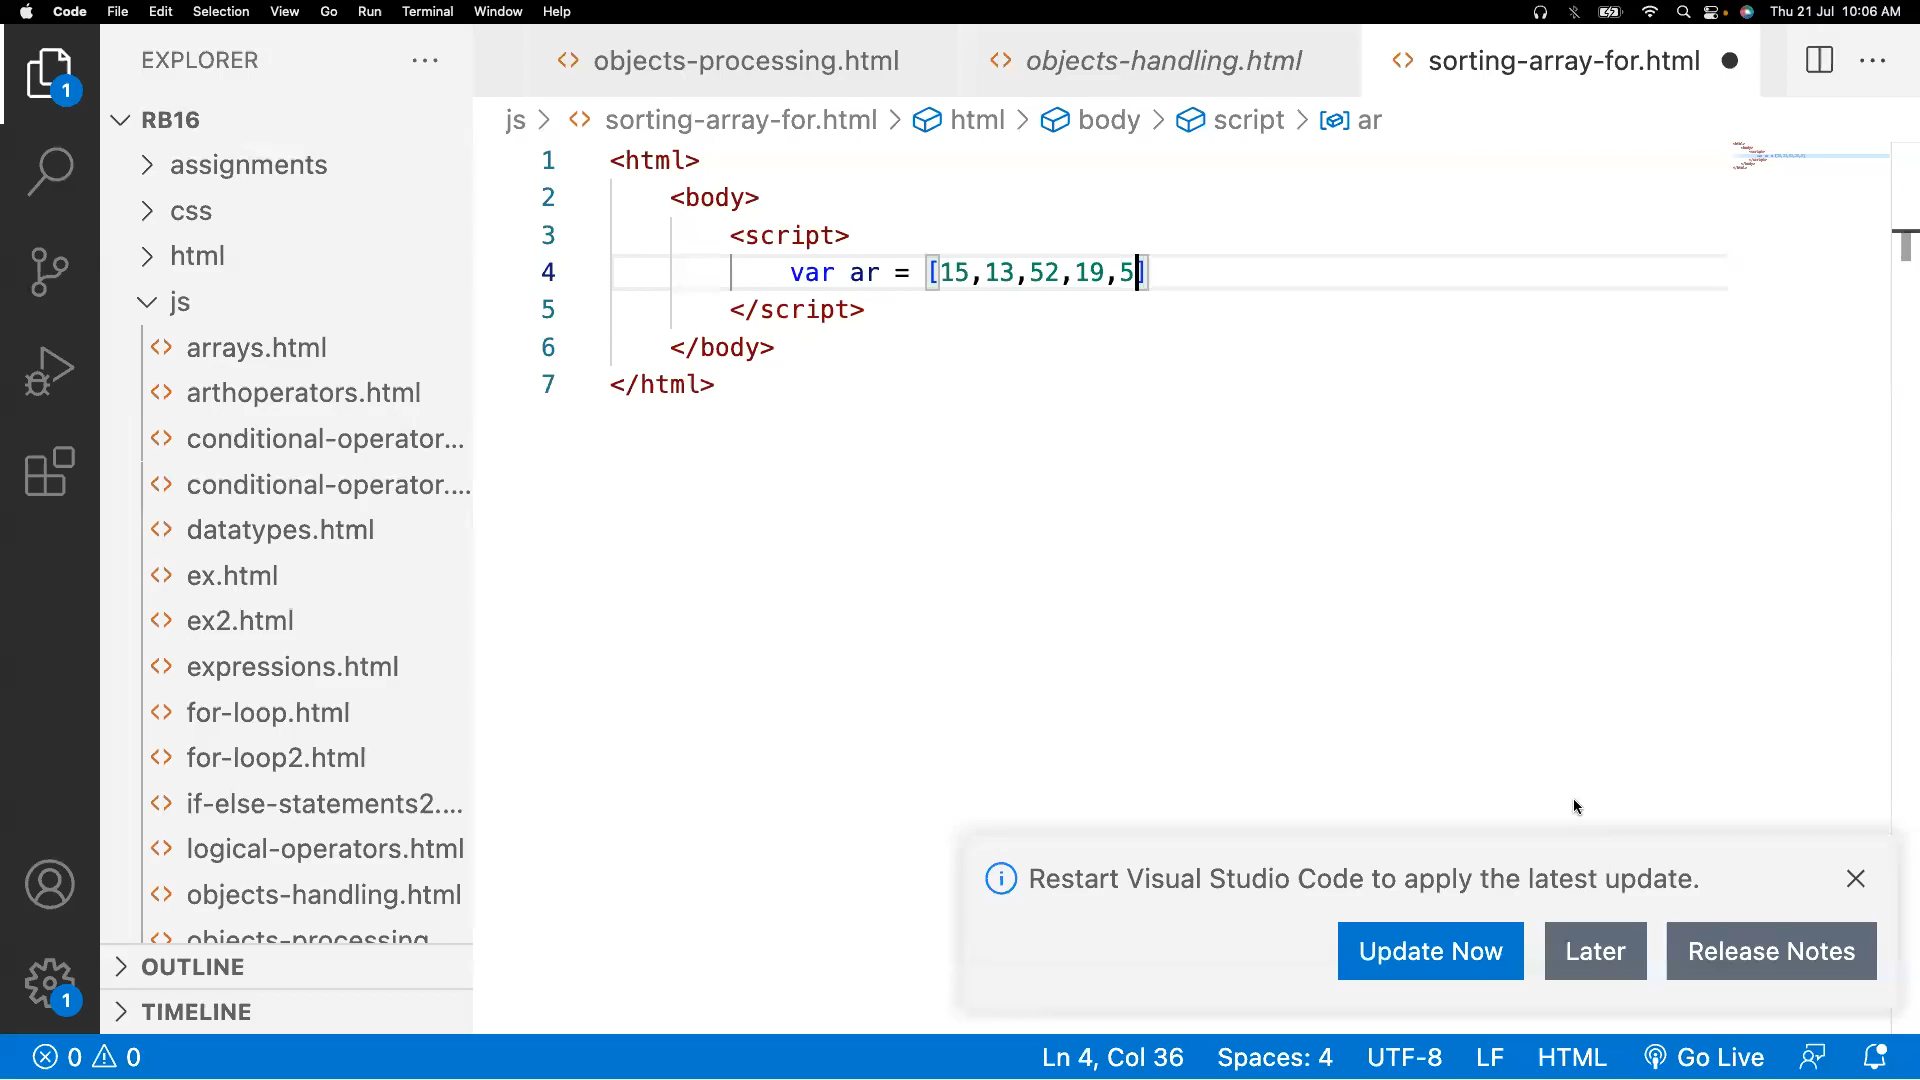 Code File Edit Selection View Go Run Terminal Window Help Thu 21 Jul 10:06 AM
EXPLORER
objects-processing.html objects-handling.html sorting-array-for.html
1
RB16
js > sorting-array-for.html > html > body > script > ar
assignments
css
html
js
arrays.html
arthoperators.html
conditional-operator...
conditional-operator....
datatypes.html
ex.html
ex2.html
expressions.html
for-loop.html
for-loop2.html
if-else-statements2....
logical-operators.html
objects-handling.html
objects-processing
OUTLINE
TIMELINE
1
1 <html>
2 <body>
3 <script>
4 var ar = [15,13,52,19,5]
5 </script>
6 </body>
7 </html>
Restart Visual Studio Code to apply the latest update.
Update Now Later Release Notes
0 0 Ln 4, Col 36 Spaces: 4 UTF-8 LF HTML Go Live